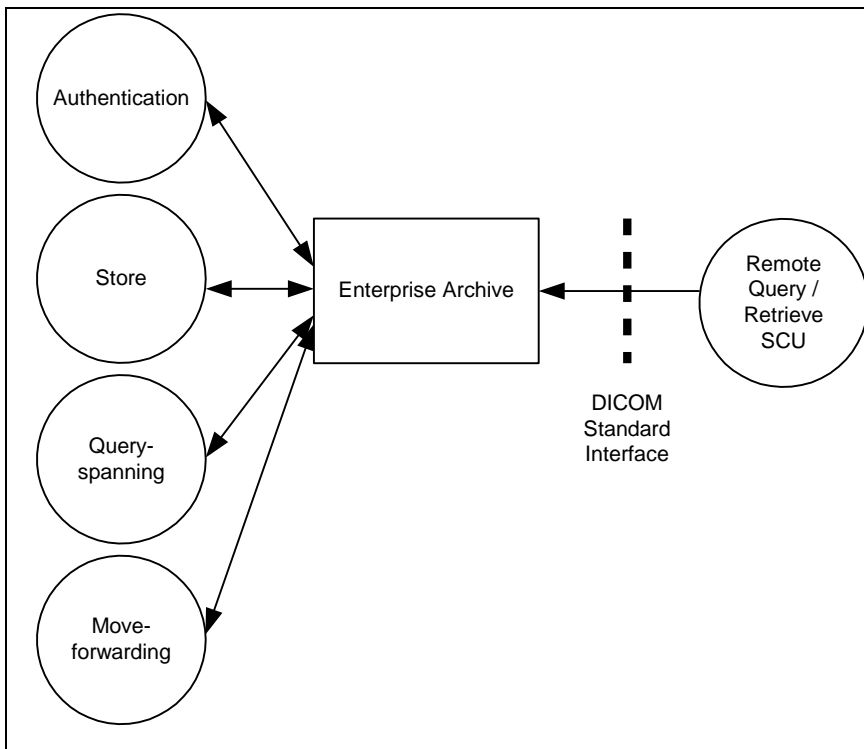 Authentication
Store
Query-
spanning
Move-
forwarding
Enterprise Archive
DICOM
Standard
Interface
Remote
Query /
Retrieve
SCU